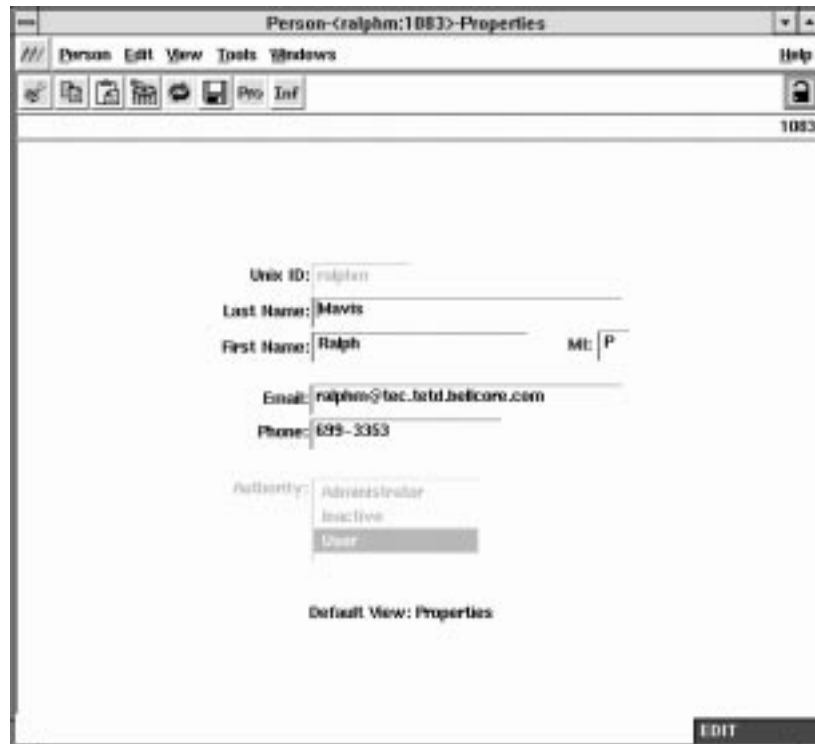 Person-<ralphm:1083>-Properties
Person Edit View Tools Windows Help
Pro Inf
1083
Unix ID: ralphm
Last Name: Mavis
First Name: Ralph MI: P
Email: ralphm@tec.tetd.bellcore.com
Phone: 699-3353
Authority: Administrator
Inactive
User
Default View: Properties
EDIT